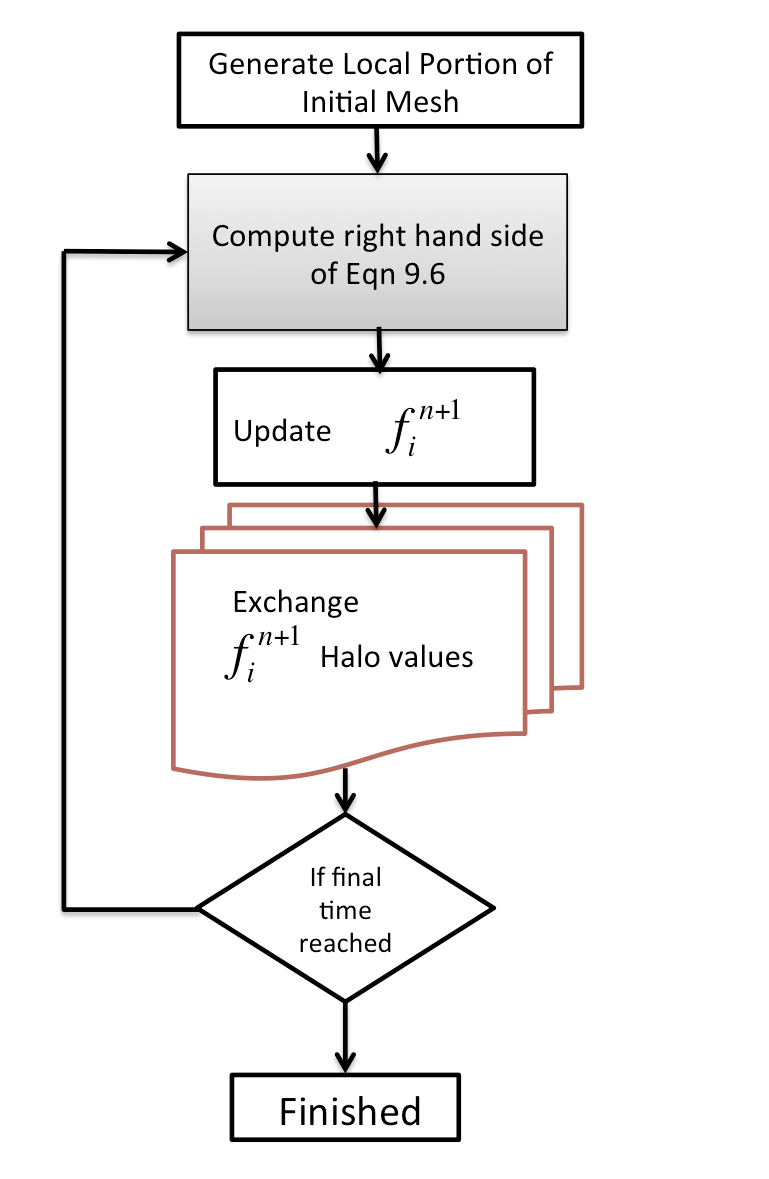 Generate Local Portion of
Initial Mesh
Compute right hand side
of Eqn 9.6
Update f_i^{n+1}
Exchange
f_i^{n+1} Halo values
If final
time
reached
Finished